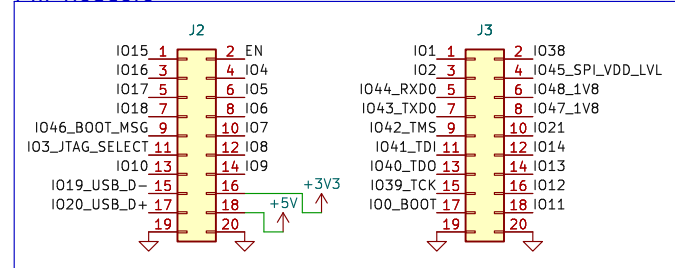 J2 J3
IO15 1 2 EN IO1 1 2 IO38
IO16 3 4 IO4 IO2 3 4 IO45_SPI_VDD_LVL
IO17 5 6 IO5 IO44_RXD0 5 6 IO48_1V8
IO18 7 8 IO6 IO43_TXD0 7 8 IO47_1V8
IO46_BOOT_MSG 9 10 IO7 IO42_TMS 9 10 IO21
IO3_JTAG_SELECT 11 12 IO8 IO41_TDI 11 12 IO14
IO10 13 14 IO9 IO40_TDO 13 14 IO13
IO19_USB_D- 15 16 +3V3 IO39_TCK 15 16 IO12
IO20_USB_D+ 17 18 +5V IO0_BOOT 17 18 IO11
19 20 19 20